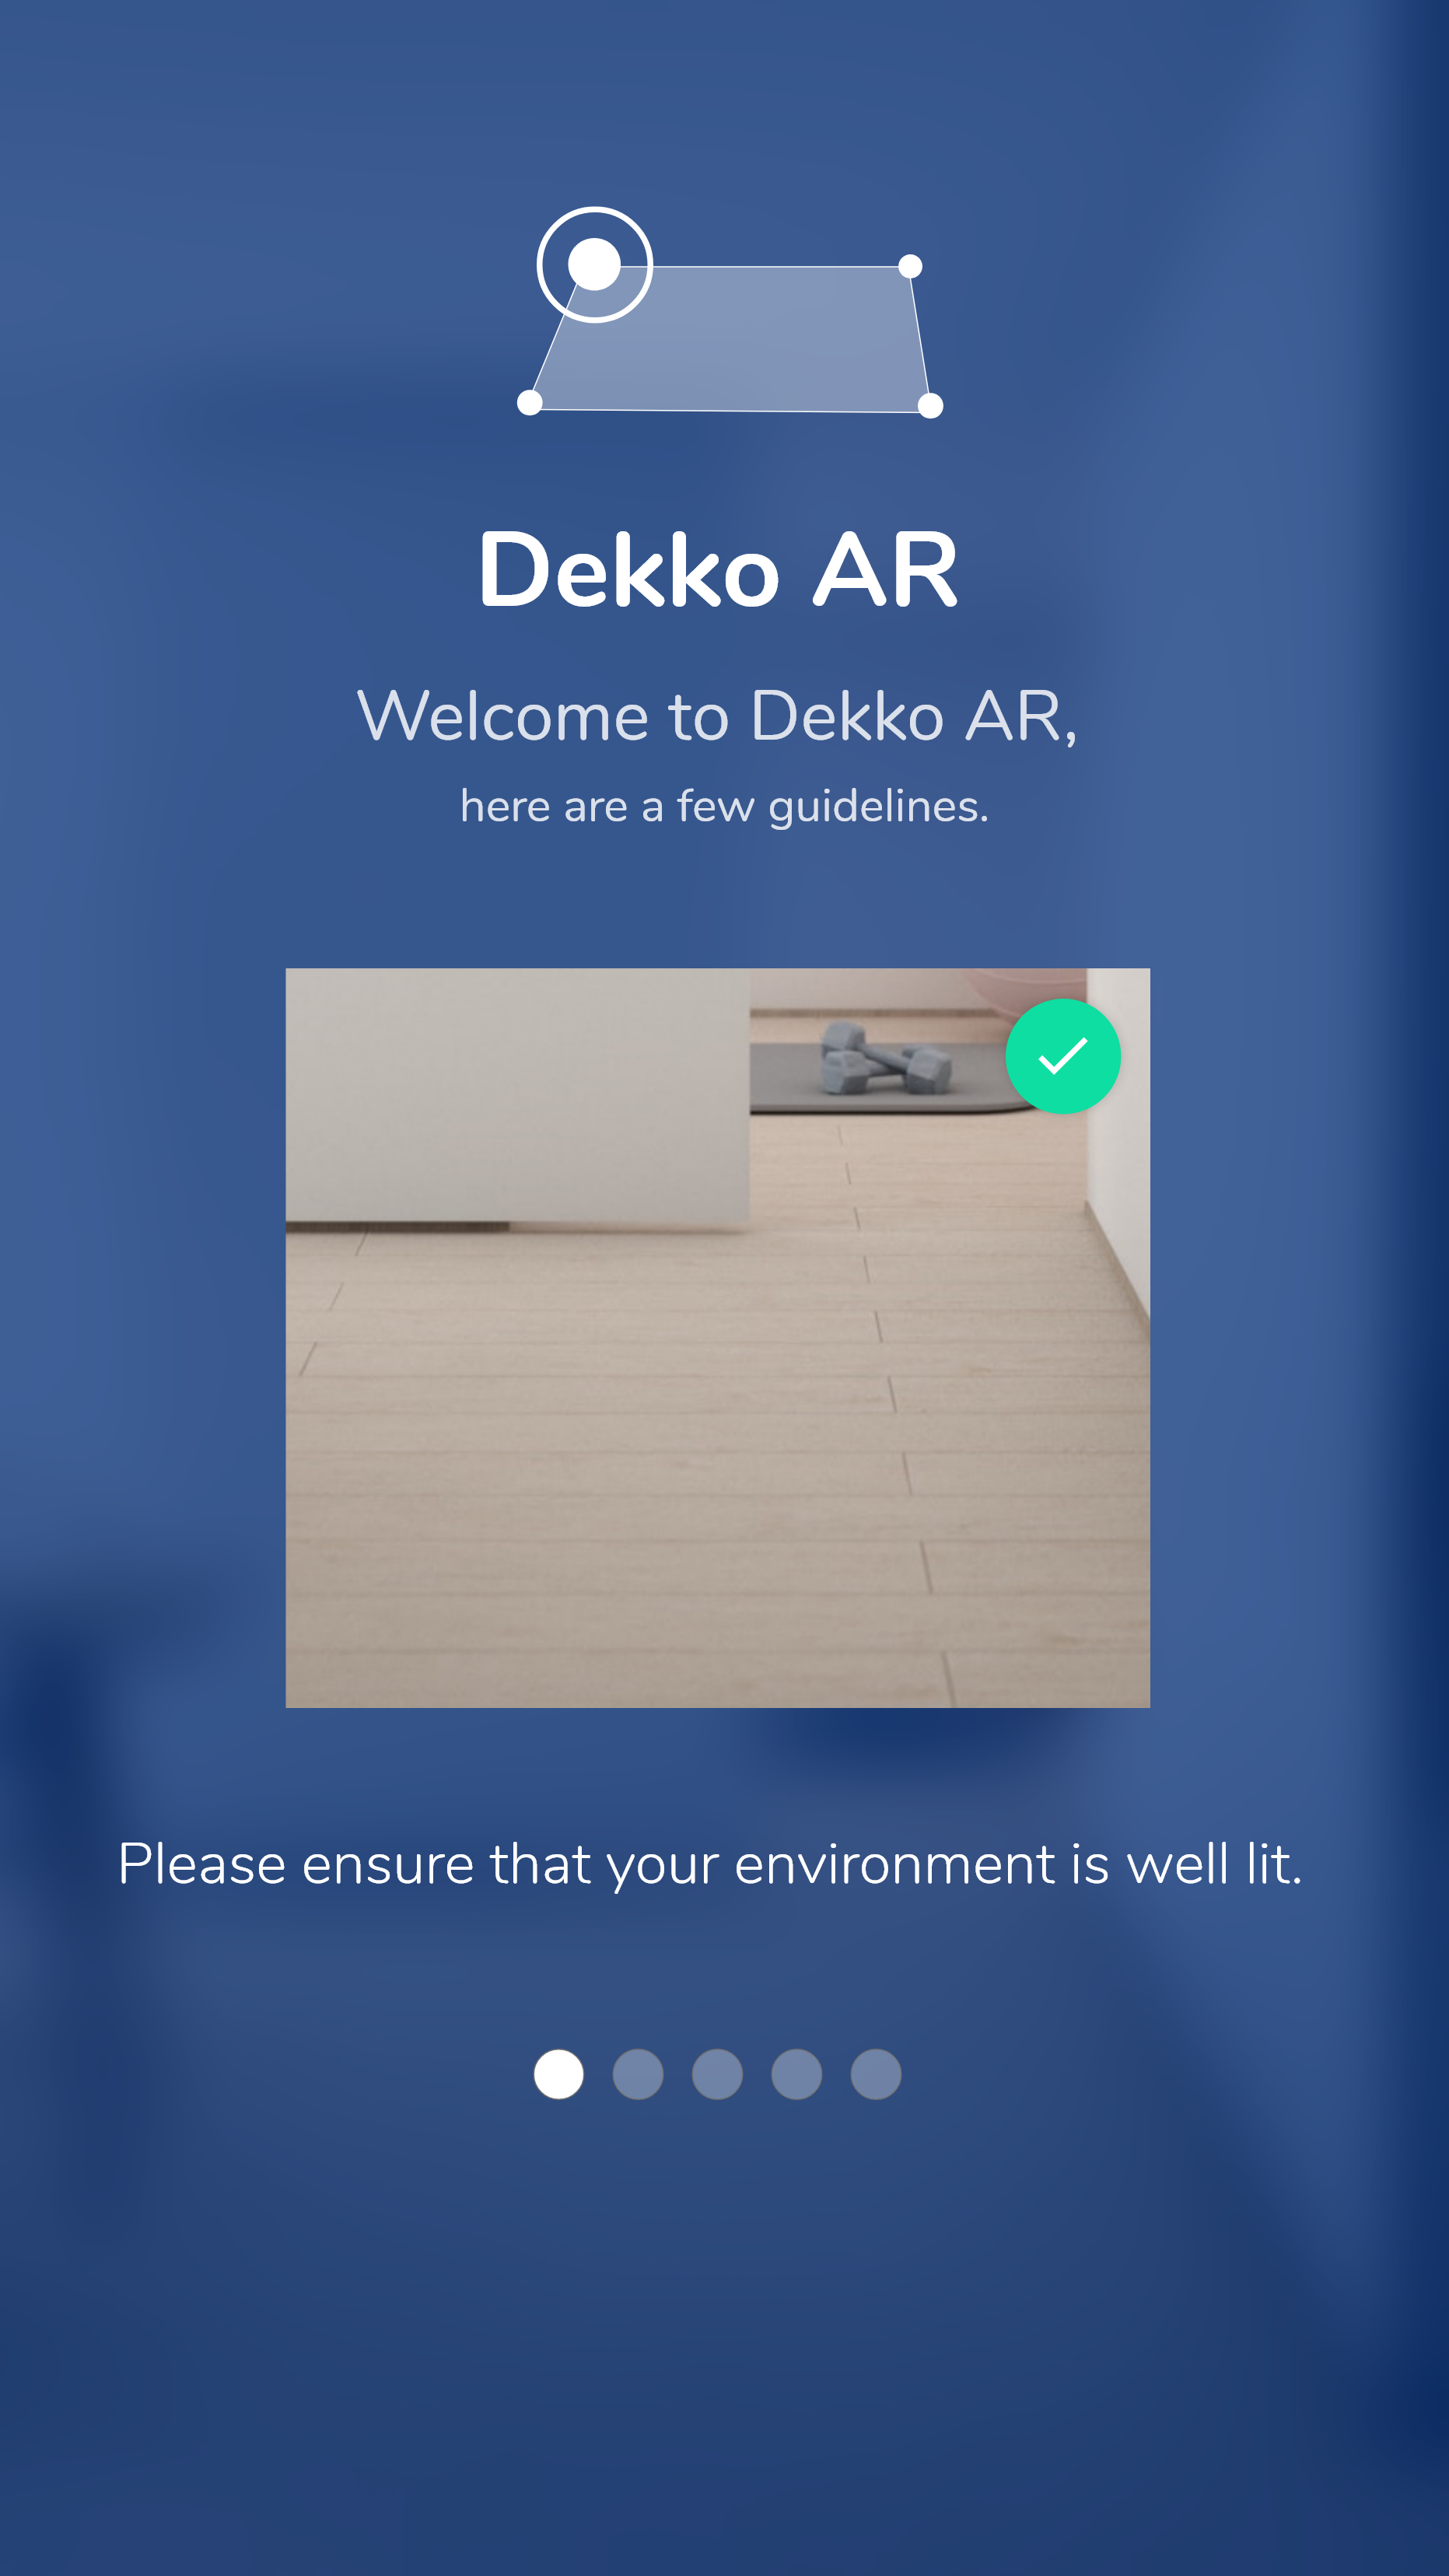 Dekko AR
Welcome to Dekko AR,
here are a few guidelines.
Please ensure that your environment is well lit.